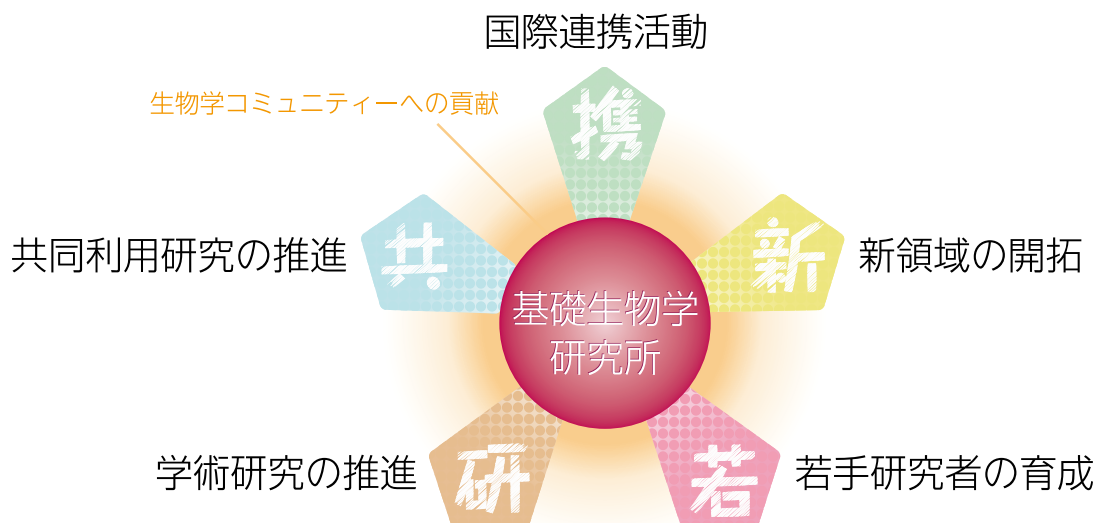 国際連携活動
生物学コミュニティーへの貢献
携
共同利用研究の推進
共
新
新領域の開拓
基礎生物学
研究所
学術研究の推進
研
若
若手研究者の育成